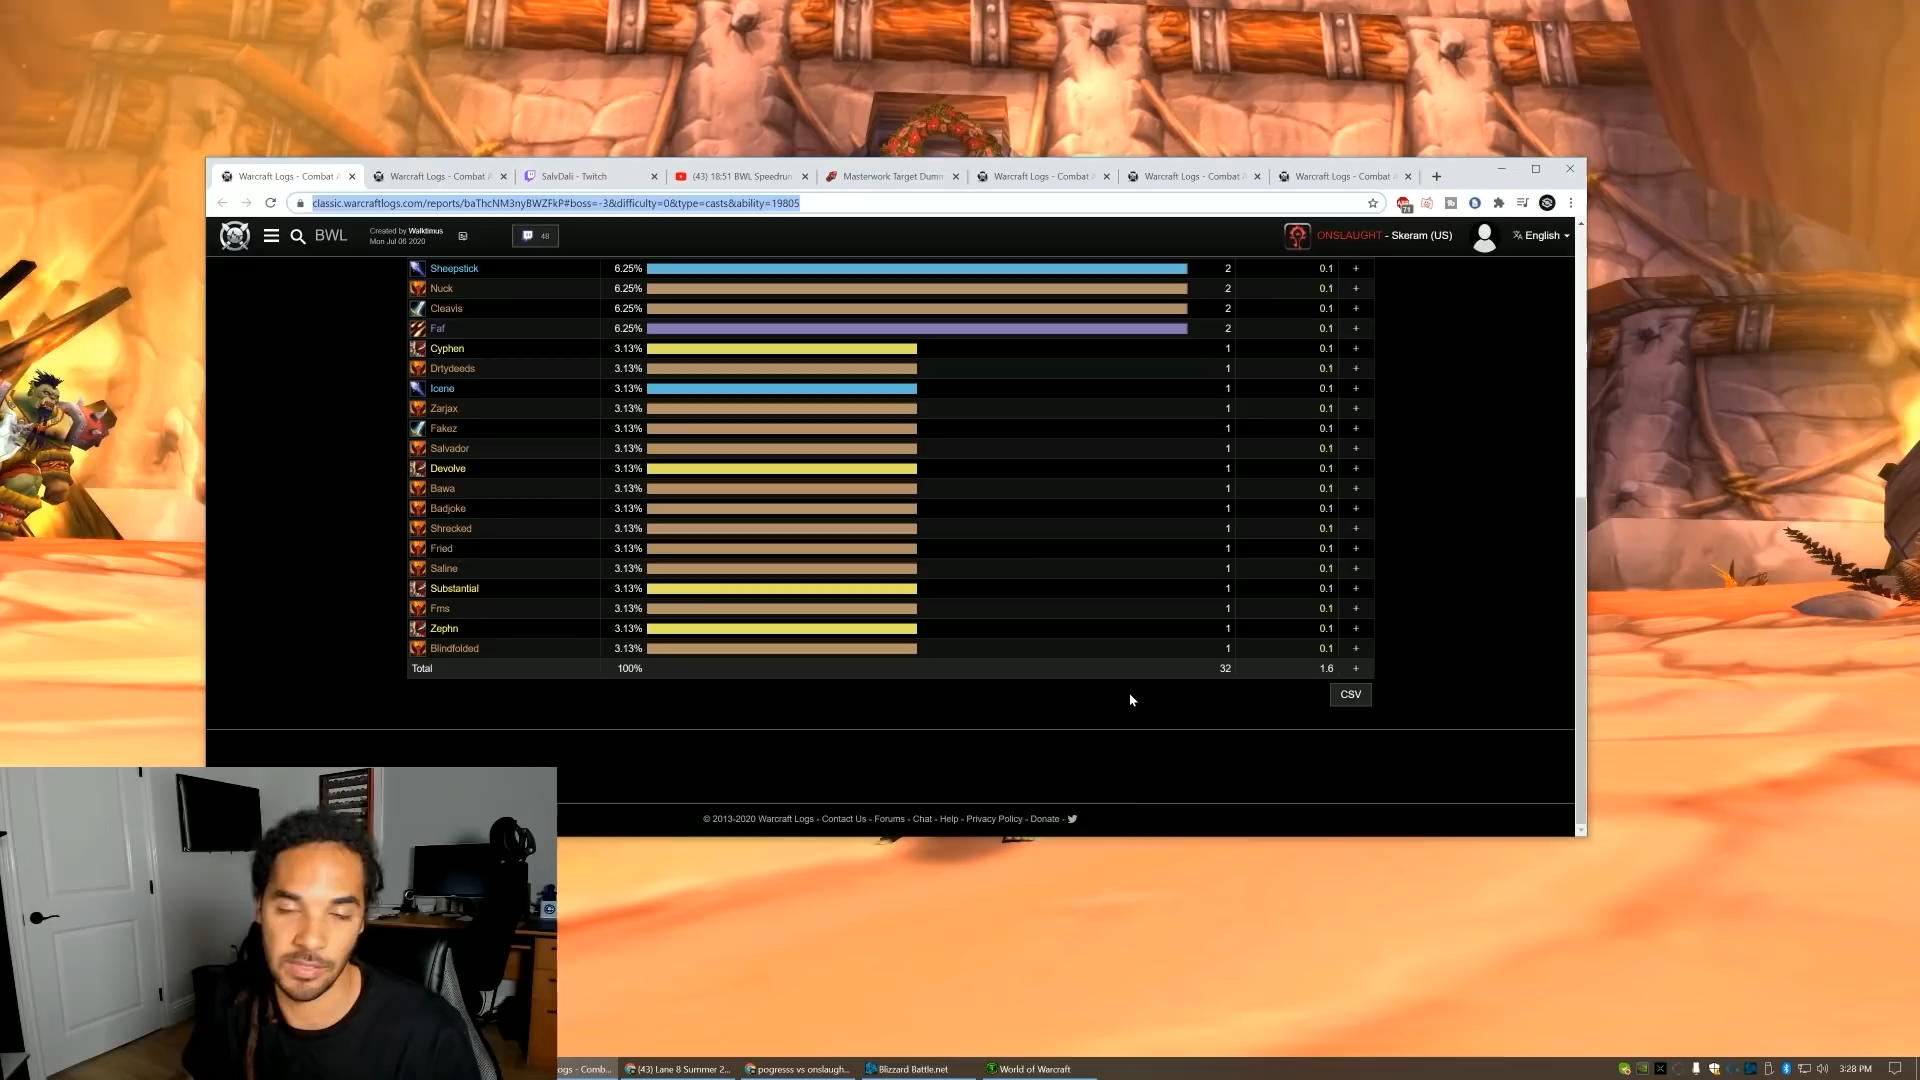 Warcraft Logs - Combat A
Warcraft Logs - Combat A
SalvDali - Twitch
(43) 18:51 BWL Speedrun
Masterwork Target Dumm
Warcraft Logs - Combat A
Warcraft Logs - Combat A
Warcraft Logs - Combat A
classic.warcraftlogs.com/reports/baThcNM3nyBWZFkP#boss=-3&difficulty=0&type=casts&ability=19805
71
BWL
Created by Walktimus
Mon Jul 06 2020
48
ONSLAUGHT - Skeram (US)
English
Sheepstick 6.25% 2 0.1 +
Nuck 6.25% 2 0.1 +
Cleavis 6.25% 2 0.1 +
Faf 6.25% 2 0.1 +
Cyphen 3.13% 1 0.1 +
Drtydeeds 3.13% 1 0.1 +
Icene 3.13% 1 0.1 +
Zarjax 3.13% 1 0.1 +
Fakez 3.13% 1 0.1 +
Salvador 3.13% 1 0.1 +
Devolve 3.13% 1 0.1 +
Bawa 3.13% 1 0.1 +
Badjoke 3.13% 1 0.1 +
Shrecked 3.13% 1 0.1 +
Fried 3.13% 1 0.1 +
Saline 3.13% 1 0.1 +
Substantial 3.13% 1 0.1 +
Fms 3.13% 1 0.1 +
Zephn 3.13% 1 0.1 +
Blindfolded 3.13% 1 0.1 +
Total 100% 32 1.6 +
CSV
© 2013-2020 Warcraft Logs - Contact Us - Forums - Chat - Help - Privacy Policy - Donate -
ogs - Comb...
(43) Lane 8 Summer 2...
pogresss vs onslaugh...
Blizzard Battle.net
World of Warcraft
3:28 PM